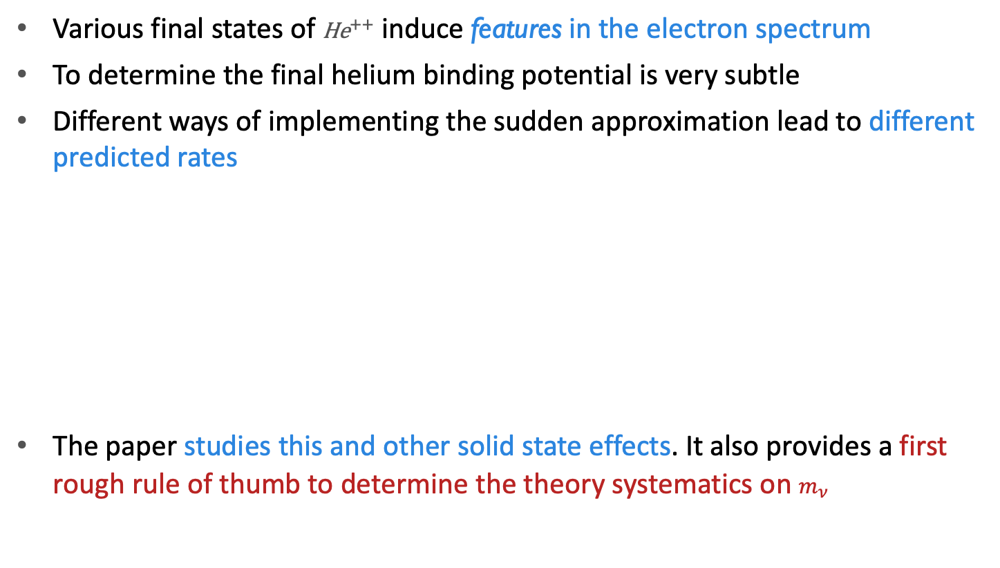 • Various final states of He⁺⁺ induce features in the electron spectrum
• To determine the final helium binding potential is very subtle
• Different ways of implementing the sudden approximation lead to different
predicted rates
• The paper studies this and other solid state effects. It also provides a first
rough rule of thumb to determine the theory systematics on mᵥ